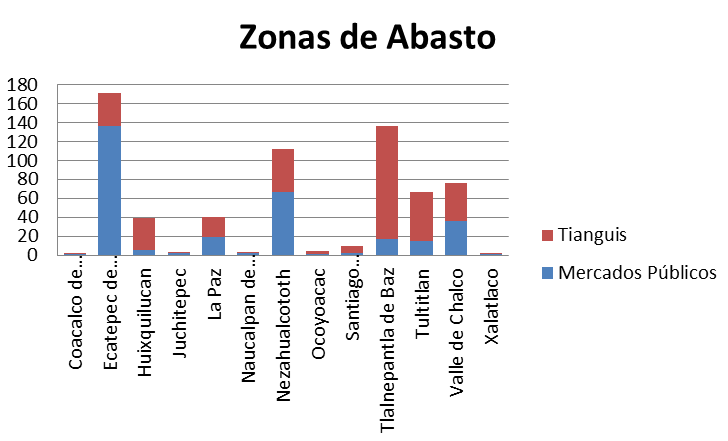 Zonas de Abasto
180
160
140
120
100
80
60
40
20
0
Coacalco de...
Ecatepec de...
Huixquilucan
Juchitepec
La Paz
Naucalpan de...
Nezahualcototh
Ocoyoacac
Santiago...
Tlalnepantla de Baz
Tultitlan
Valle de Chalco
Xalatlaco
Tianguis
Mercados Públicos